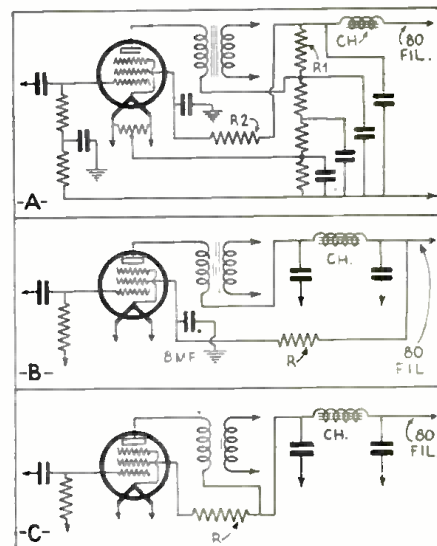 CH.
80
FIL.
R1
R2
-A-
CH.
8MF.
R
80
FIL
-B-
CH.
80
FIL.
R
-C-